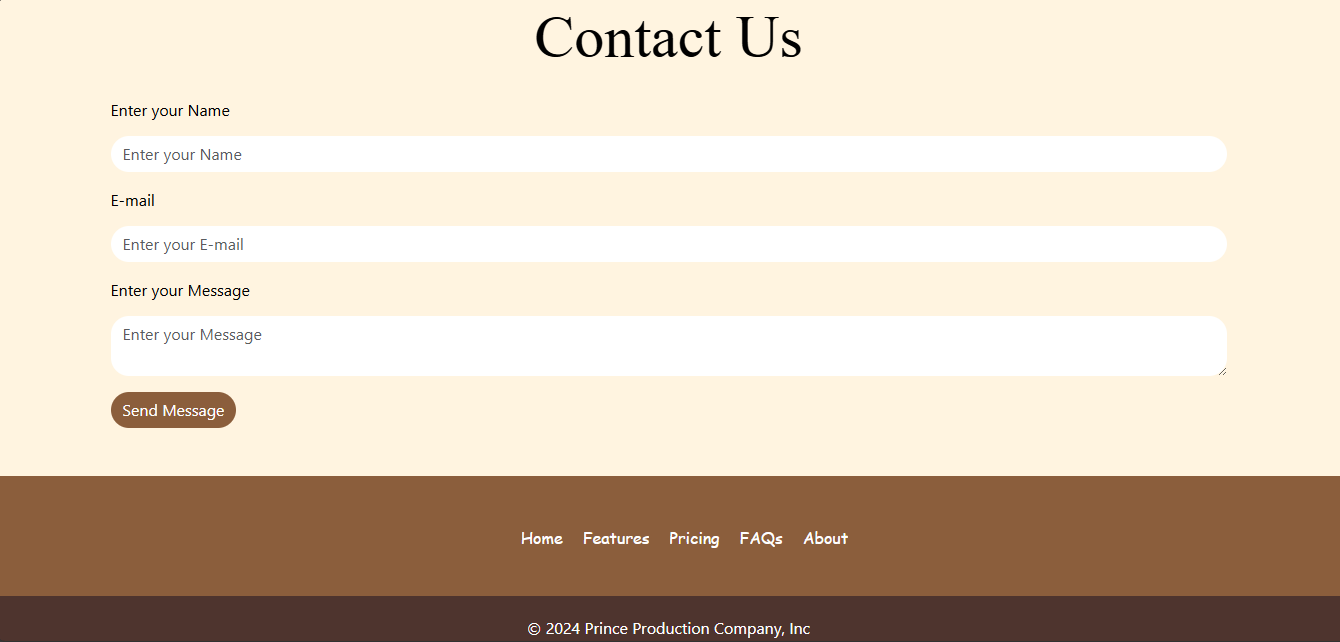 Contact Us
Enter your Name
Enter your Name
E-mail
Enter your E-mail
Enter your Message
Enter your Message
Send Message
Home Features Pricing FAQs About
© 2024 Prince Production Company, Inc